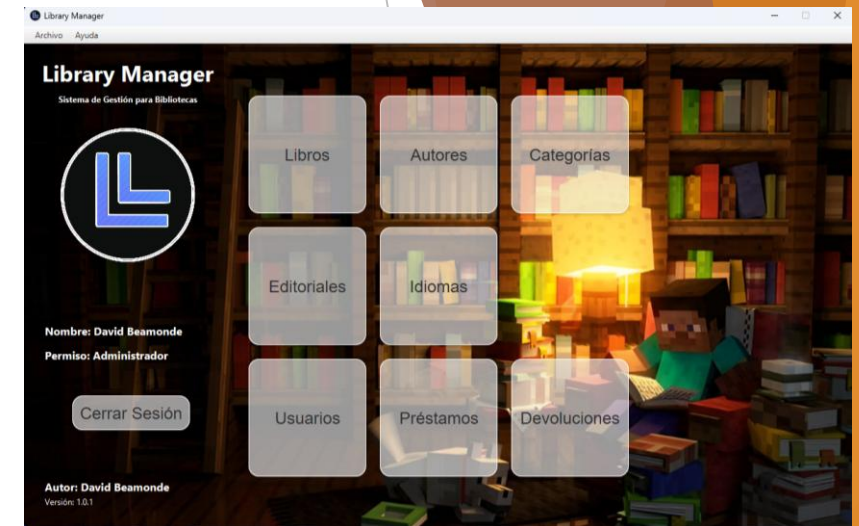 Library Manager
Archivo Ayuda
Library Manager
Sistema de Gestión para Bibliotecas
Libros Autores Categorías
Editoriales Idiomas
Nombre: David Beamonde
Permiso: Administrador
Cerrar Sesión
Usuarios Préstamos Devoluciones
Autor: David Beamonde
Versión: 1.0.1